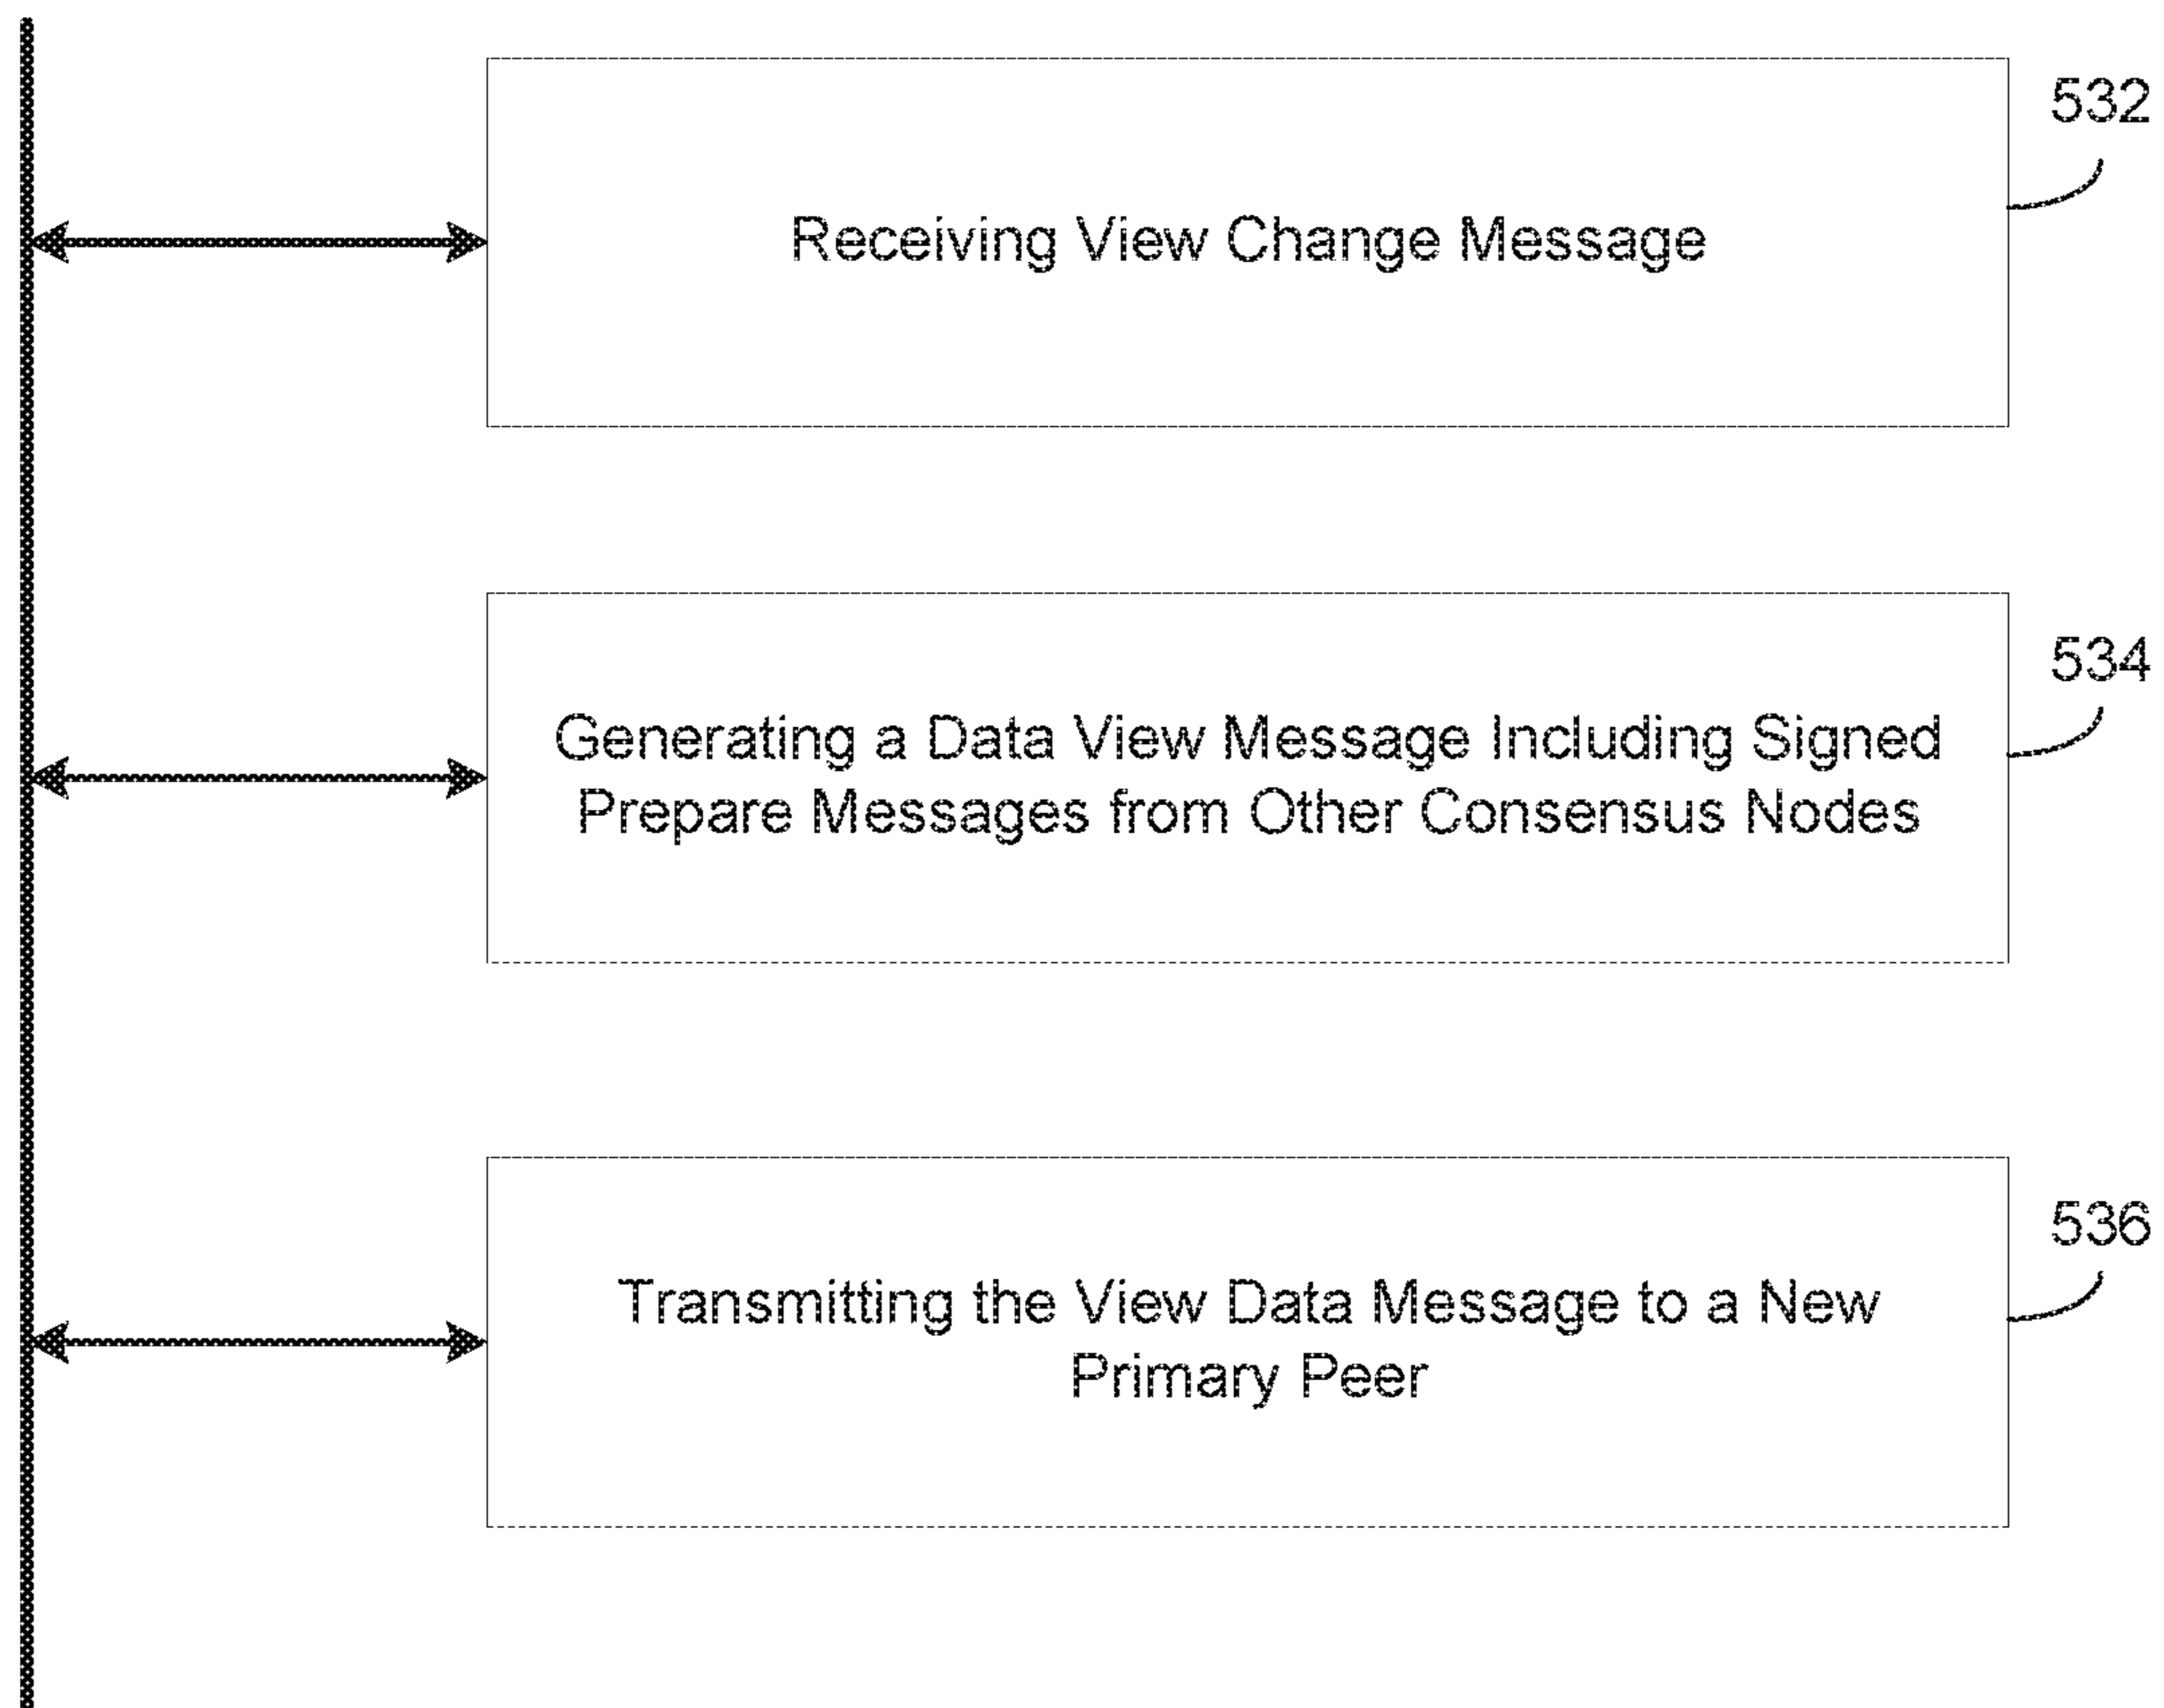 532
Receiving View Change Message
534
Generating a Data View Message Including Signed
Prepare Messages from Other Consensus Nodes
536
Transmitting the View Data Message to a New
Primary Peer